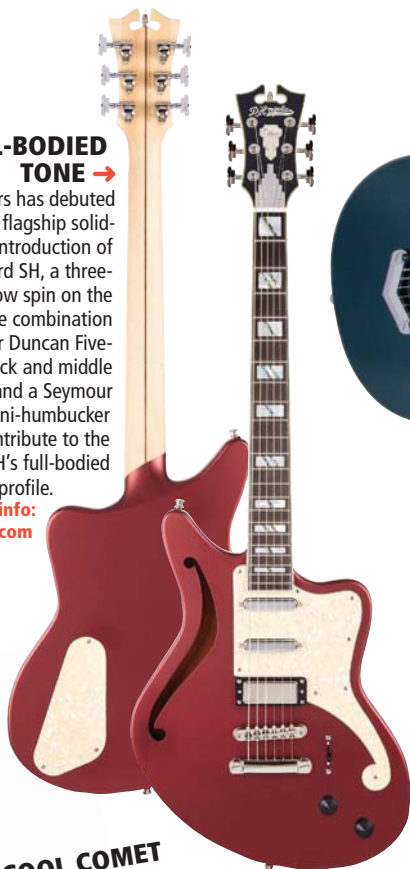 -BODIED
TONE →
rs has debuted
flagship solid-
ntroduction of
rd SH, a three-
ow spin on the
e combination
r Duncan Five-
ck and middle
and a Seymour
ni-humbucker
ntribute to the
H's full-bodied
profile.
info:
com
COOL COMET